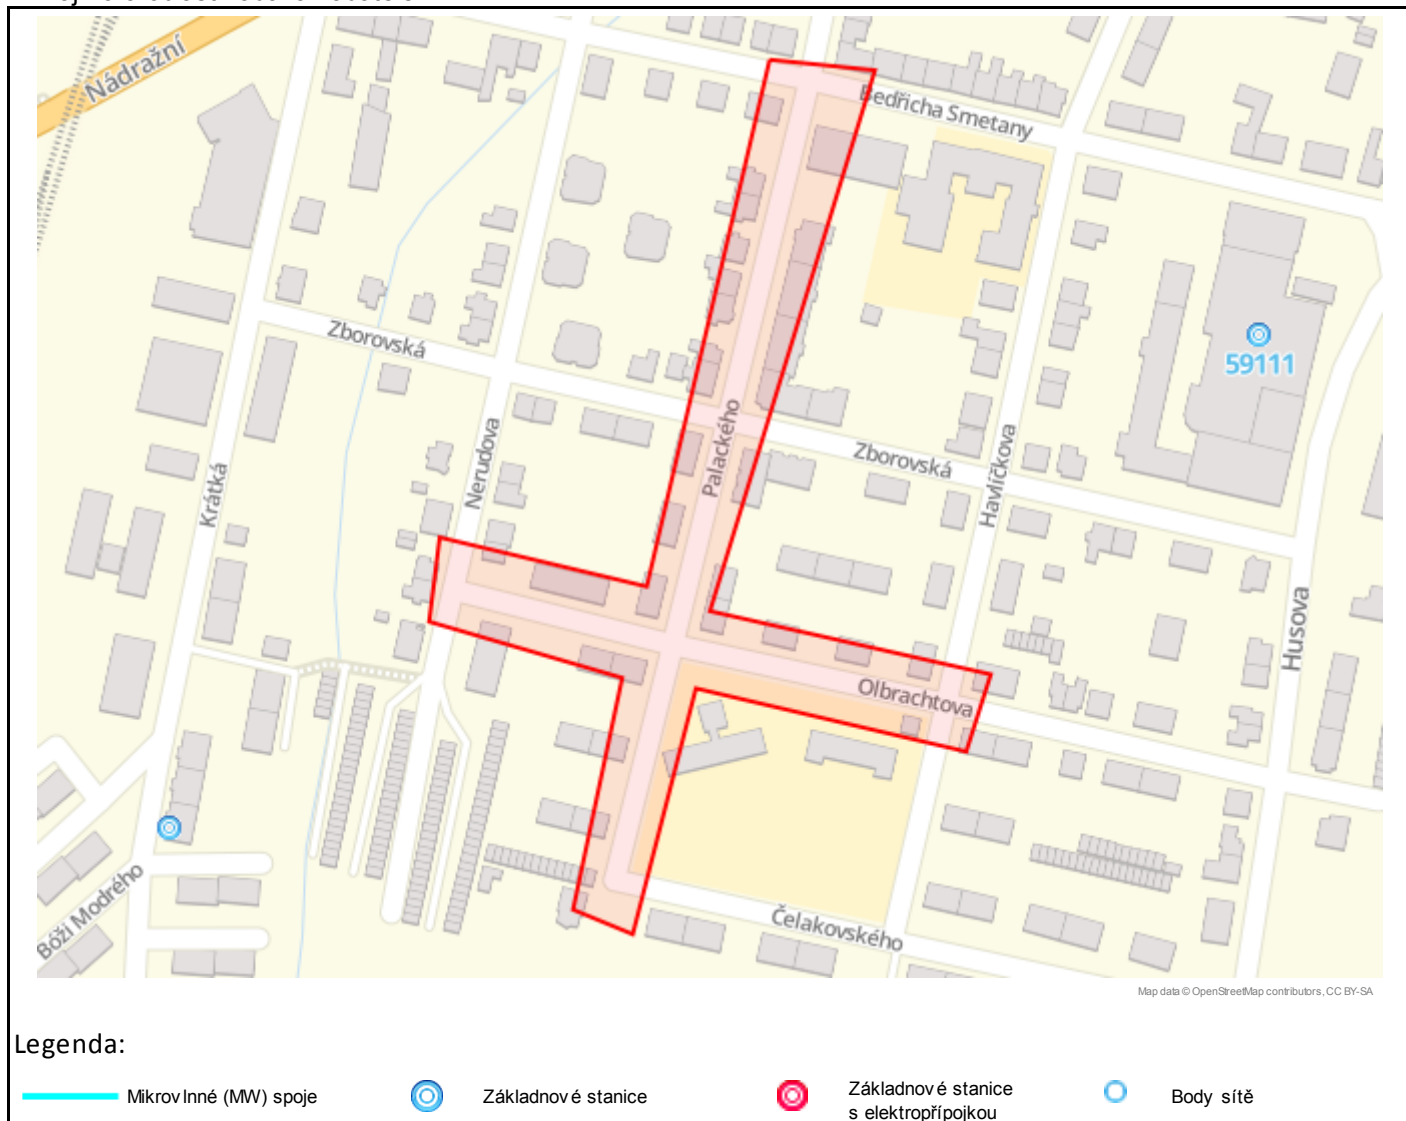 Nádražní
Bedřicha Smetany
Zborovská
59111
Palackého
Nerudova
Zborovská
Havlíčkova
Krátká
Husova
Olbrachtova
Bóži Modrého
Čelakovského
Map data © OpenStreetMap contributors, CC BY-SA
Legenda:
Mikrovlnné (MW) spoje
Základnové stanice
Základnové stanice
s elektropřípojkou
Body sítě